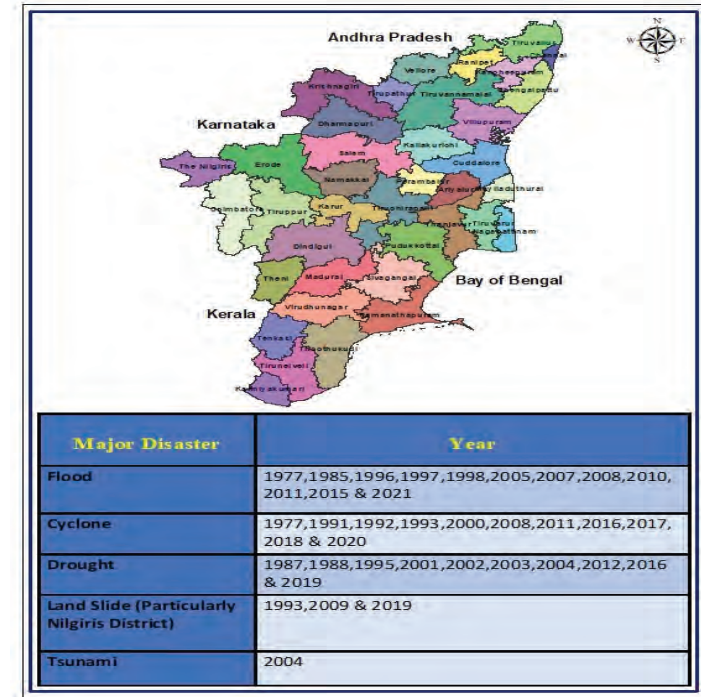 N
W
E
S
Andhra Pradesh
Tiruvallur
Chennai
Ranipet
Kancheepuram
Chengalpattu
Vellore
Tirupathur
Tiruvannamalai
Krishnagiri
Dharmapuri
Villupuram
Karnataka
Kallakurichi
Salem
The Nilgiris
Erode
Cuddalore
Namakkal
Perambalur
Ariyalur
Mayiladuthurai
Coimbatore
Tiruppur
Karur
Tiruchirapalli
Thanjavur
Tiruvarur
Nagapattnam
Dindigul
Pudukkottai
Theni
Madurai
Sivagangai
Bay of Bengal
Kerala
Virudhunagar
Ramanathapuram
Tenkasi
Thoothukudi
Tirunelveli
Kanniyakumari
Major Disaster
Year
Flood
1977,1985,1996,1997,1998,2005,2007,2008,2010,
2011,2015 & 2021
Cyclone
1977,1991,1992,1993,2000,2008,2011,2016,2017,
2018 & 2020
Drought
1987,1988,1995,2001,2002,2003,2004,2012,2016
& 2019
Land Slide (Particularly
Nilgiris District)
1993,2009 & 2019
Tsunami
2004